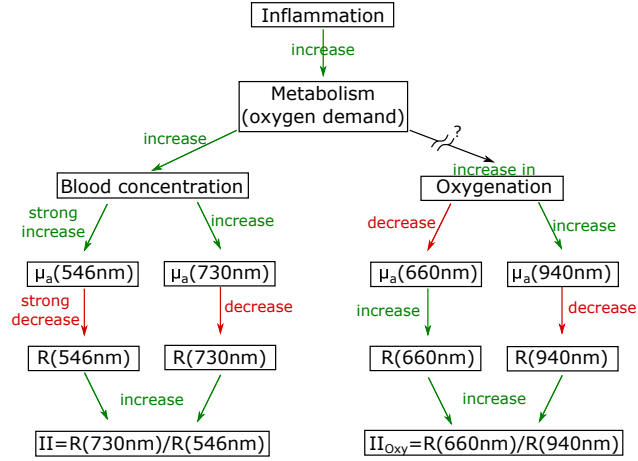 Inflammation
increase
Metabolism
(oxygen demand)
increase
?
increase in
Blood concentration
Oxygenation
strong
increase
increase
decrease
increase
μa(546nm)
μa(730nm)
μa(660nm)
μa(940nm)
strong
decrease
decrease
increase
decrease
R(546nm)
R(730nm)
R(660nm)
R(940nm)
increase
increase
II=R(730nm)/R(546nm)
IIOxy=R(660nm)/R(940nm)